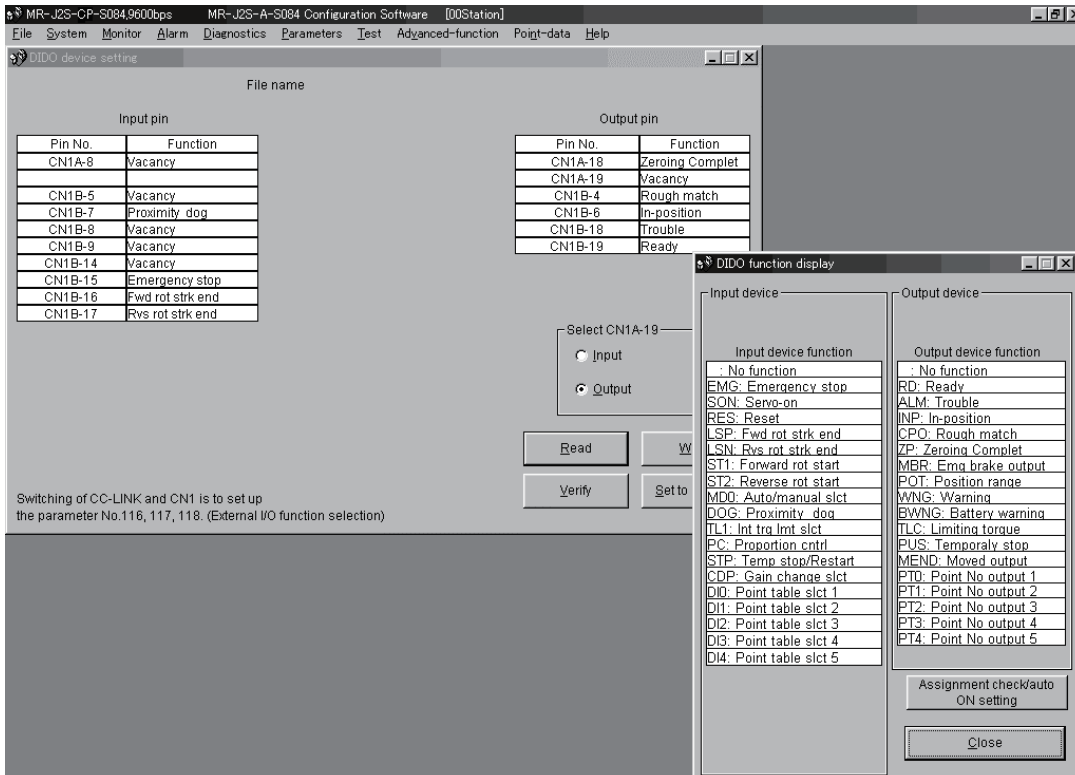 MR-J2S-CP-S084,9600bps MR-J2S-A-S084 Configuration Software [00Station]
File System Monitor Alarm Diagnostics Parameters Test Advanced-function Point-data Help
DIDO device setting
File name
Input pin
Pin No. Function
CN1A-8 Vacancy
CN1B-5 Vacancy
CN1B-7 Proximity dog
CN1B-8 Vacancy
CN1B-9 Vacancy
CN1B-14 Vacancy
CN1B-15 Emergency stop
CN1B-16 Fwd rot strk end
CN1B-17 Rvs rot strk end
Output pin
Pin No. Function
CN1A-18 Zeroing Complet
CN1A-19 Vacancy
CN1B-4 Rough match
CN1B-6 In-position
CN1B-18 Trouble
CN1B-19 Ready
Select CN1A-19
Input
Output
Read W
Verify Set to
Switching of CC-LINK and CN1 is to set up
the parameter No.116, 117, 118. (External I/O function selection)
DIDO function display
Input device
Input device function
: No function
EMG: Emergency stop
SON: Servo-on
RES: Reset
LSP: Fwd rot strk end
LSN: Rvs rot strk end
ST1: Forward rot start
ST2: Reverse rot start
MD0: Auto/manual slct
DOG: Proximity dog
TL1: Int trq lmt slct
PC: Proportion cntrl
STP: Temp stop/Restart
CDP: Gain change slct
DI0: Point table slct 1
DI1: Point table slct 2
DI2: Point table slct 3
DI3: Point table slct 4
DI4: Point table slct 5
Output device
Output device function
: No function
RD: Ready
ALM: Trouble
INP: In-position
CPO: Rough match
ZP: Zeroing Complet
MBR: Emg brake output
POT: Position range
WNG: Warning
BWNG: Battery warning
TLC: Limiting torque
PUS: Temporaly stop
MEND: Moved output
PT0: Point No output 1
PT1: Point No output 2
PT2: Point No output 3
PT3: Point No output 4
PT4: Point No output 5
Assignment check/auto
ON setting
Close